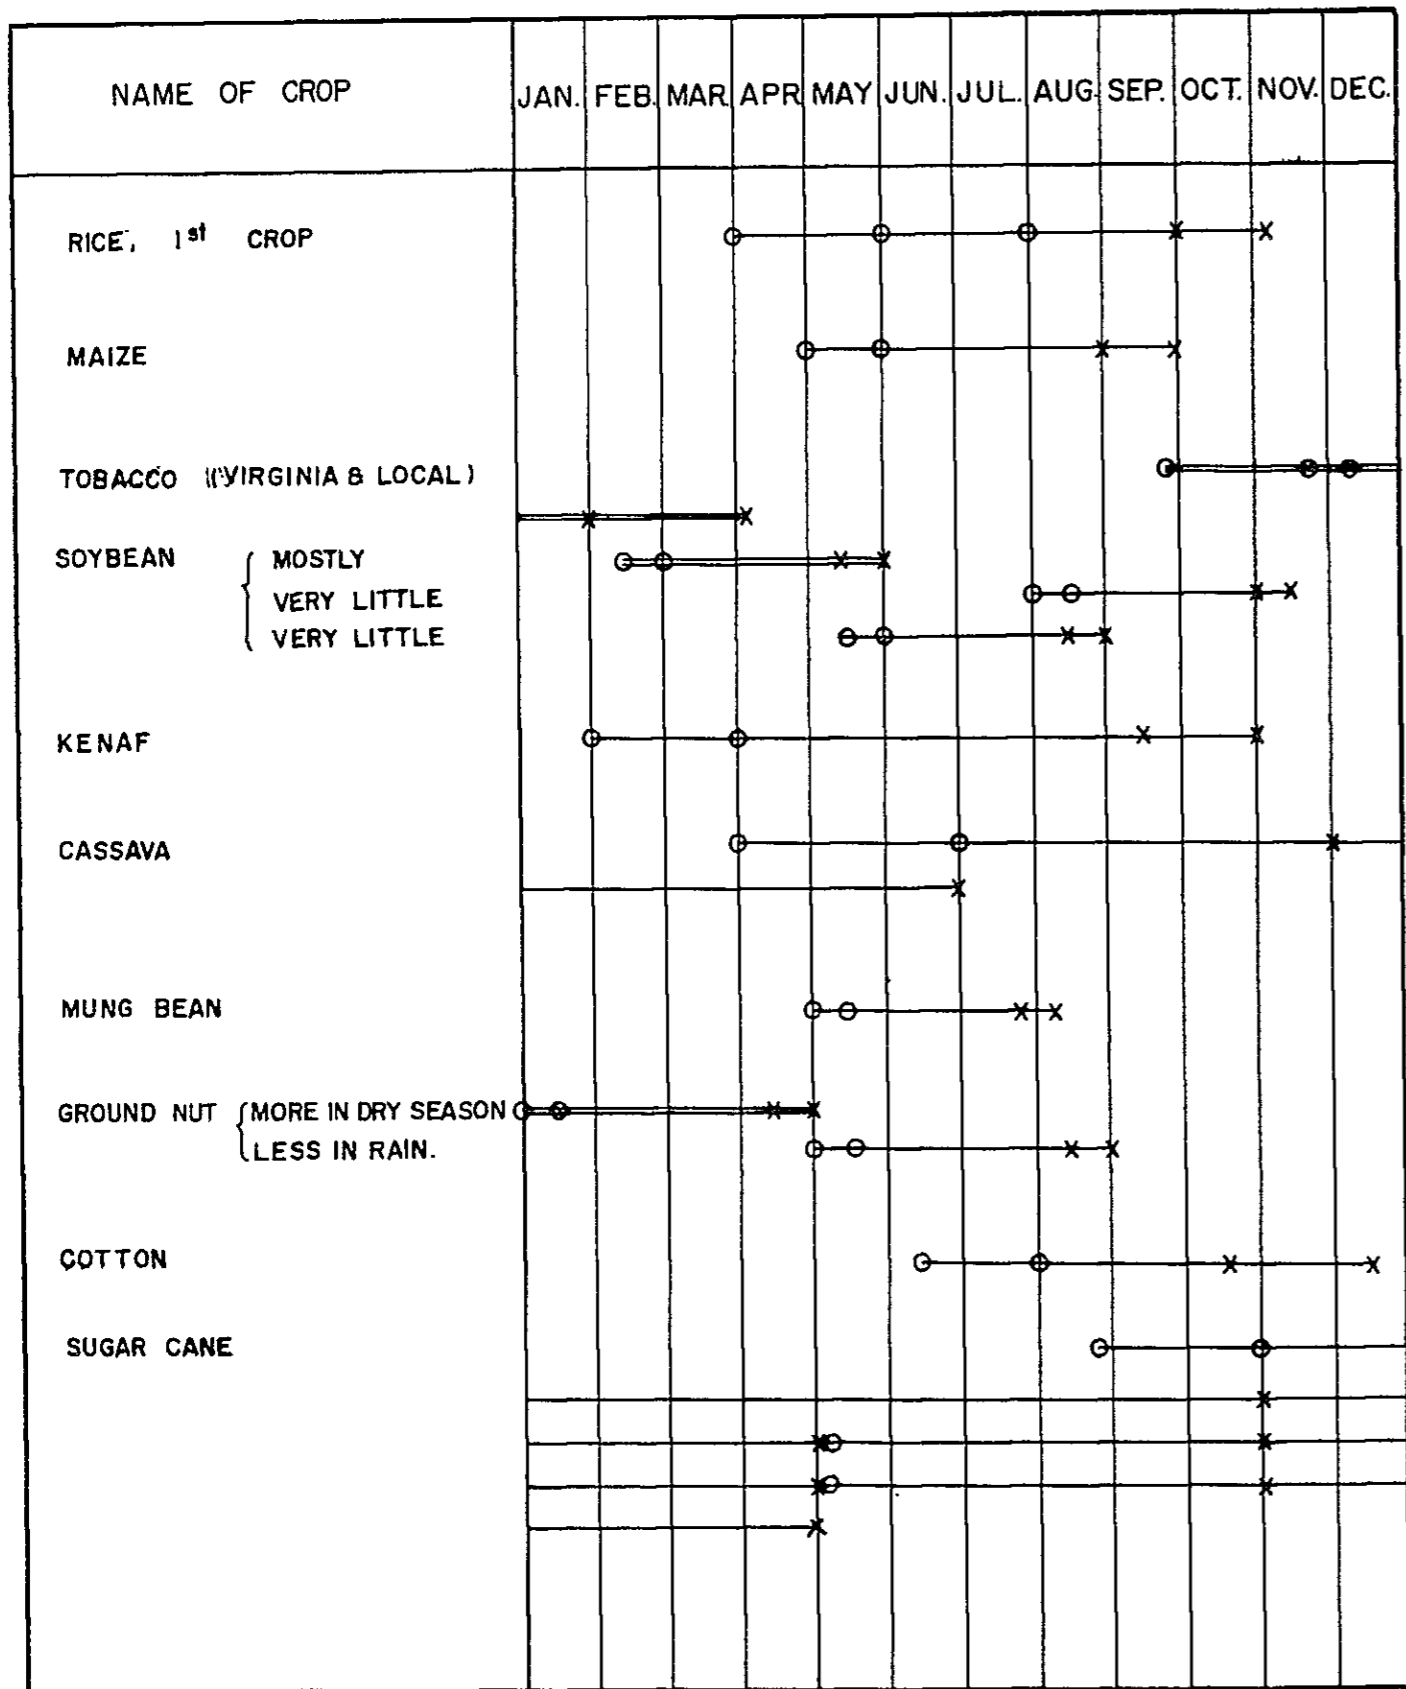 NAME OF CROP JAN. FEB. MAR APR MAY JUN. JUL. AUG. SEP. OCT. NOV. DEC.
RICE, 1st CROP
MAIZE
TOBACCO (VIRGINIA & LOCAL)
SOYBEAN { MOSTLY
VERY LITTLE
VERY LITTLE
KENAF
CASSAVA
MUNG BEAN
GROUND NUT { MORE IN DRY SEASON
LESS IN RAIN.
COTTON
SUGAR CANE